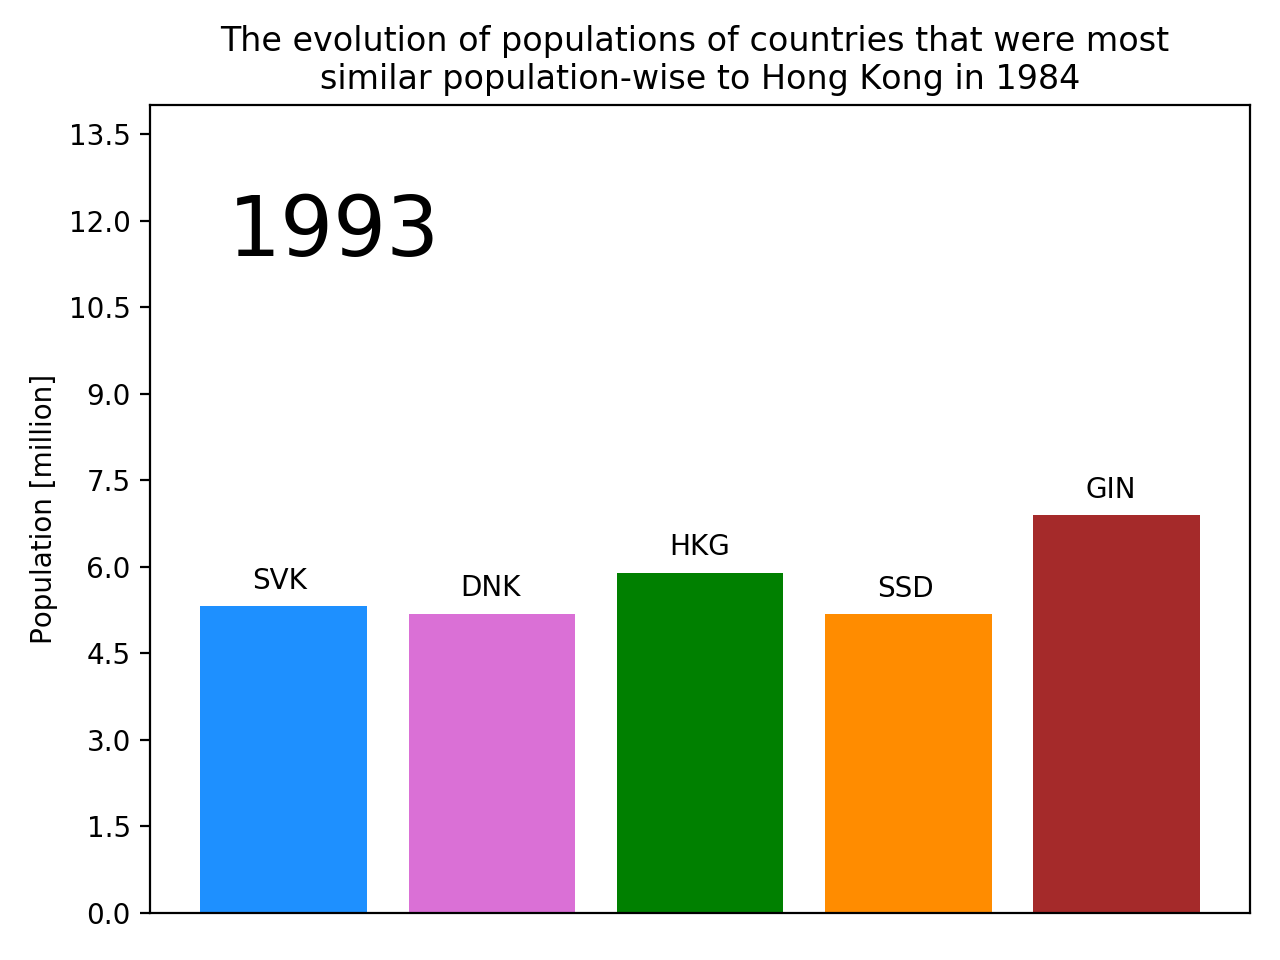 The evolution of populations of countries that were most
similar population-wise to Hong Kong in 1984
13.5
12.0
10.5
9.0
7.5
6.0
4.5
3.0
1.5
0.0
Population [million]
1993
SVK
DNK
HKG
SSD
GIN